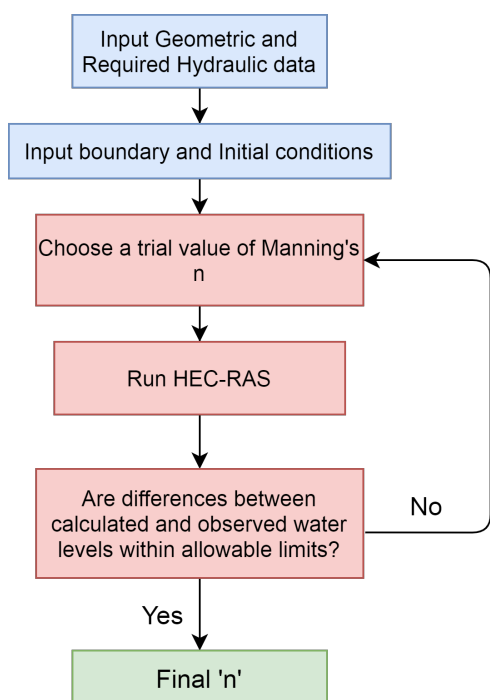 Input Geometric and
Required Hydraulic data
Input boundary and Initial conditions
Choose a trial value of Manning's
n
Run HEC-RAS
Are differences between
calculated and observed water
levels within allowable limits?
No
Yes
Final 'n'